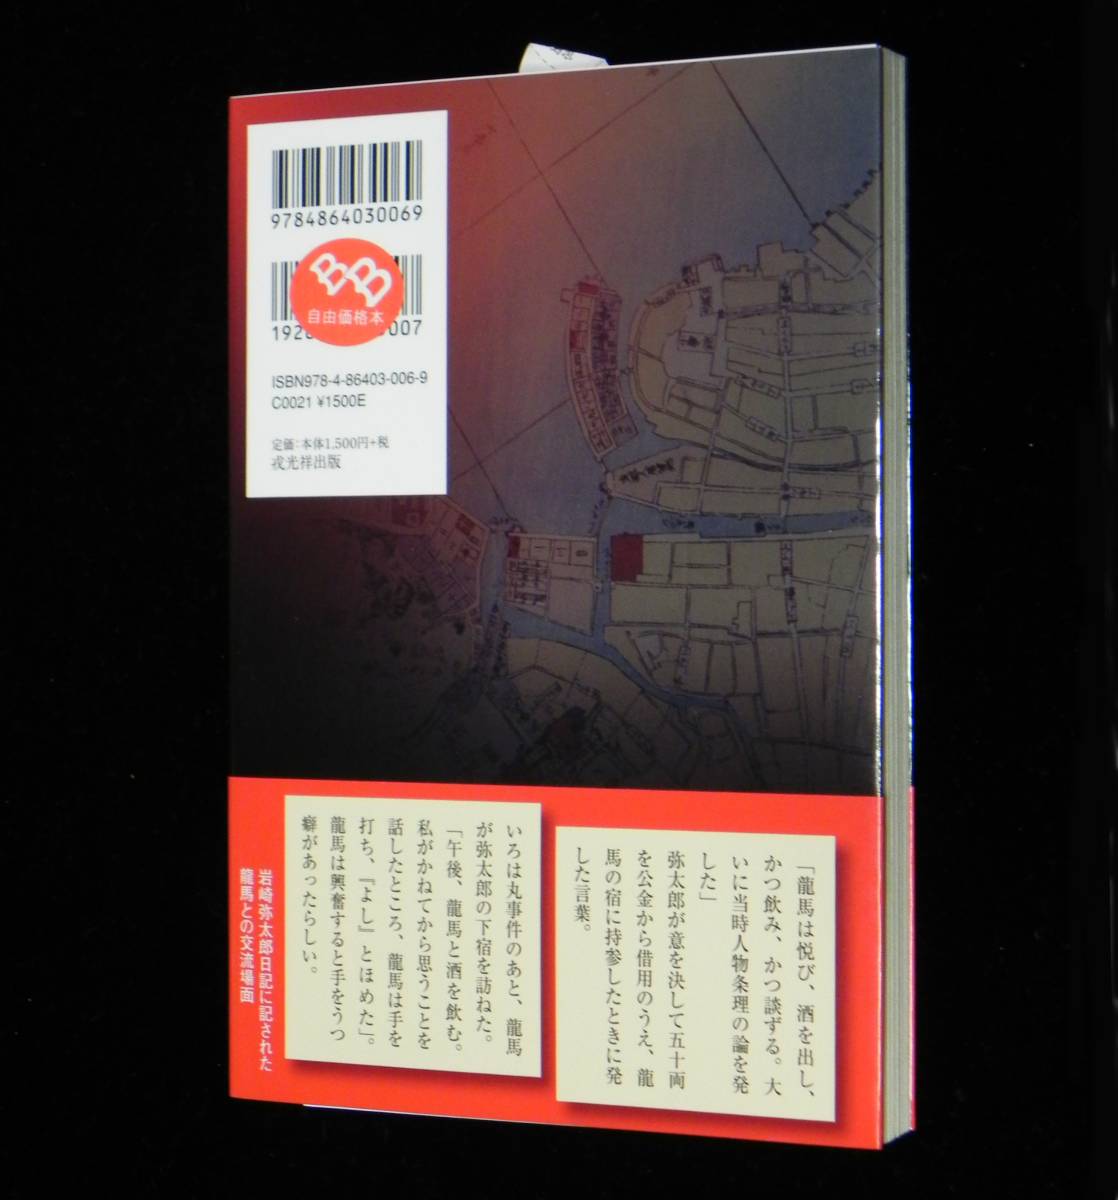 9784864030069
BB
自由価格本
ISBN978-4-86403-006-9
C0021 ¥1500E
定価:本体1,500円+税
戎光祥出版
「龍馬は悦び、酒を出し、
かつ飲み、かつ談ずる。大
いに当時人物条理の論を発
した」
弥太郎が意を決して五十両
を公金から借用のうえ、龍
馬の宿に持参したときに発
した言葉。
いろは丸事件のあと、龍馬
が弥太郎の下宿を訪ねた。
「午後、龍馬と酒を飲む。
私がかねてから思うことを
話したところ、龍馬は手を
打ち、『よし』とほめた」。
龍馬は興奮すると手をうつ
癖があったらしい。
岩崎弥太郎日記に記された
龍馬との交流場面